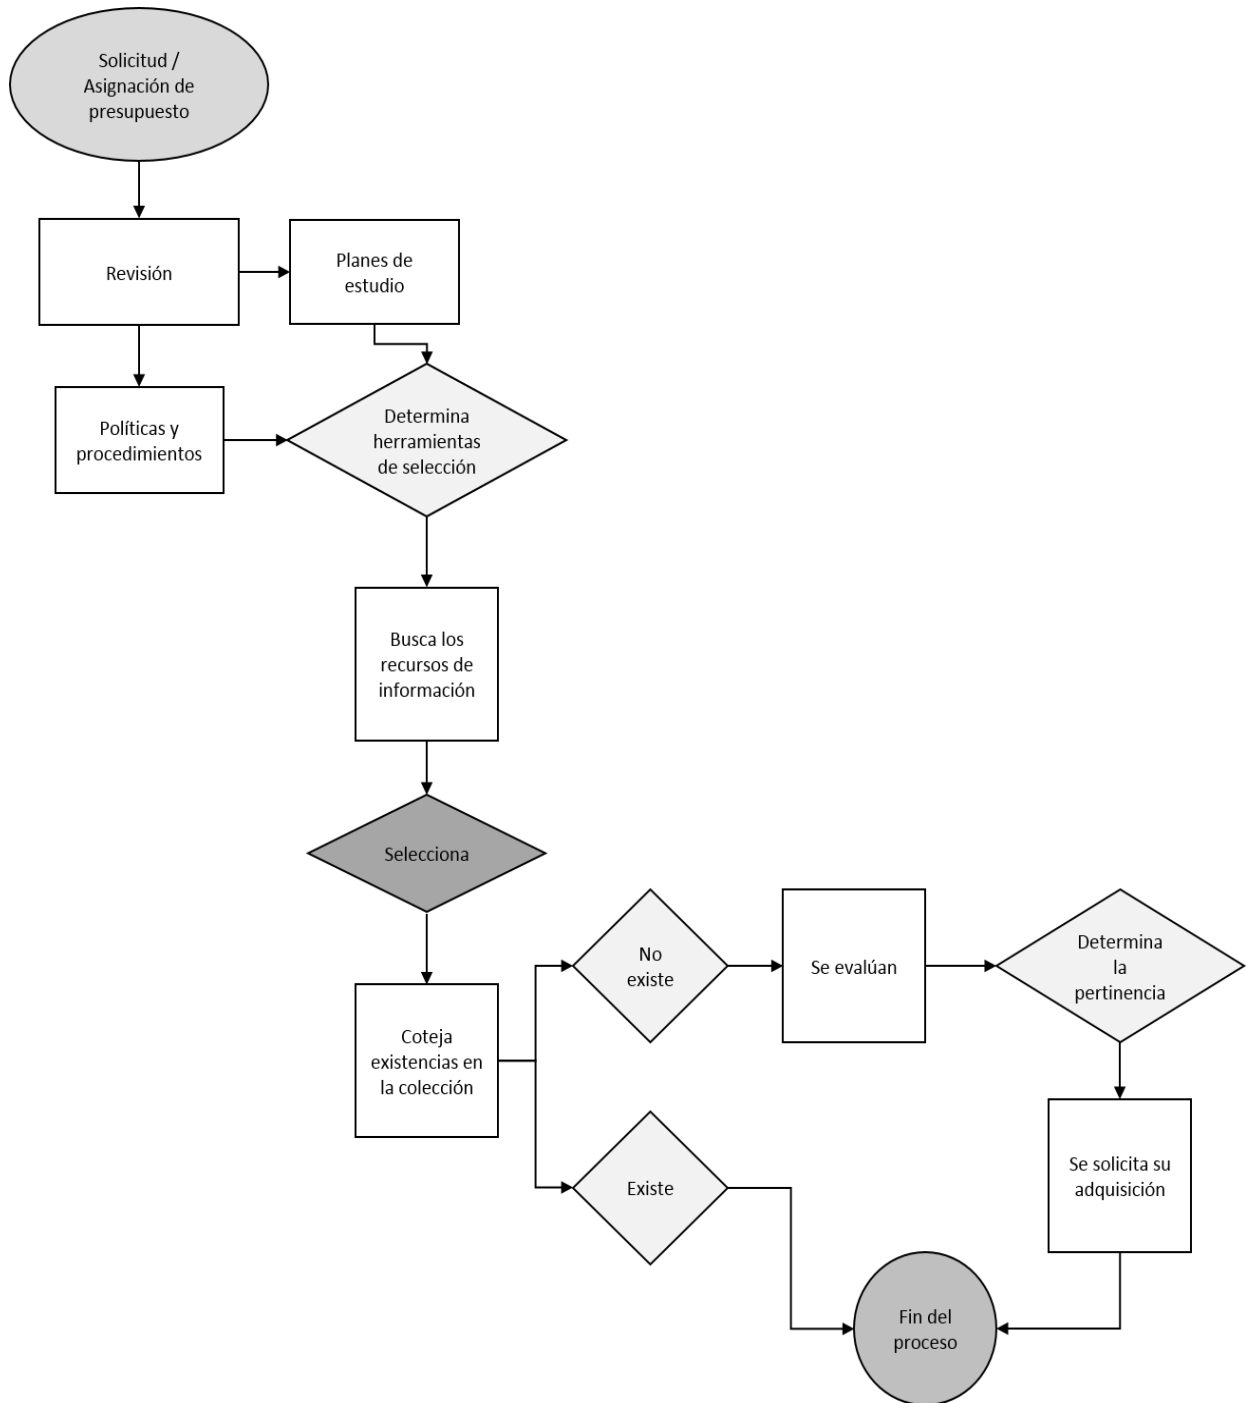 Solicitud /
Asignación de
presupuesto
Revisión
Planes de
estudio
Políticas y
procedimientos
Determina
herramientas
de selección
Busca los
recursos de
información
Selecciona
Coteja
existencias en
la colección
No
existe
Se evalúan
Determina
la
pertinencia
Existe
Se solicita su
adquisición
Fin del
proceso